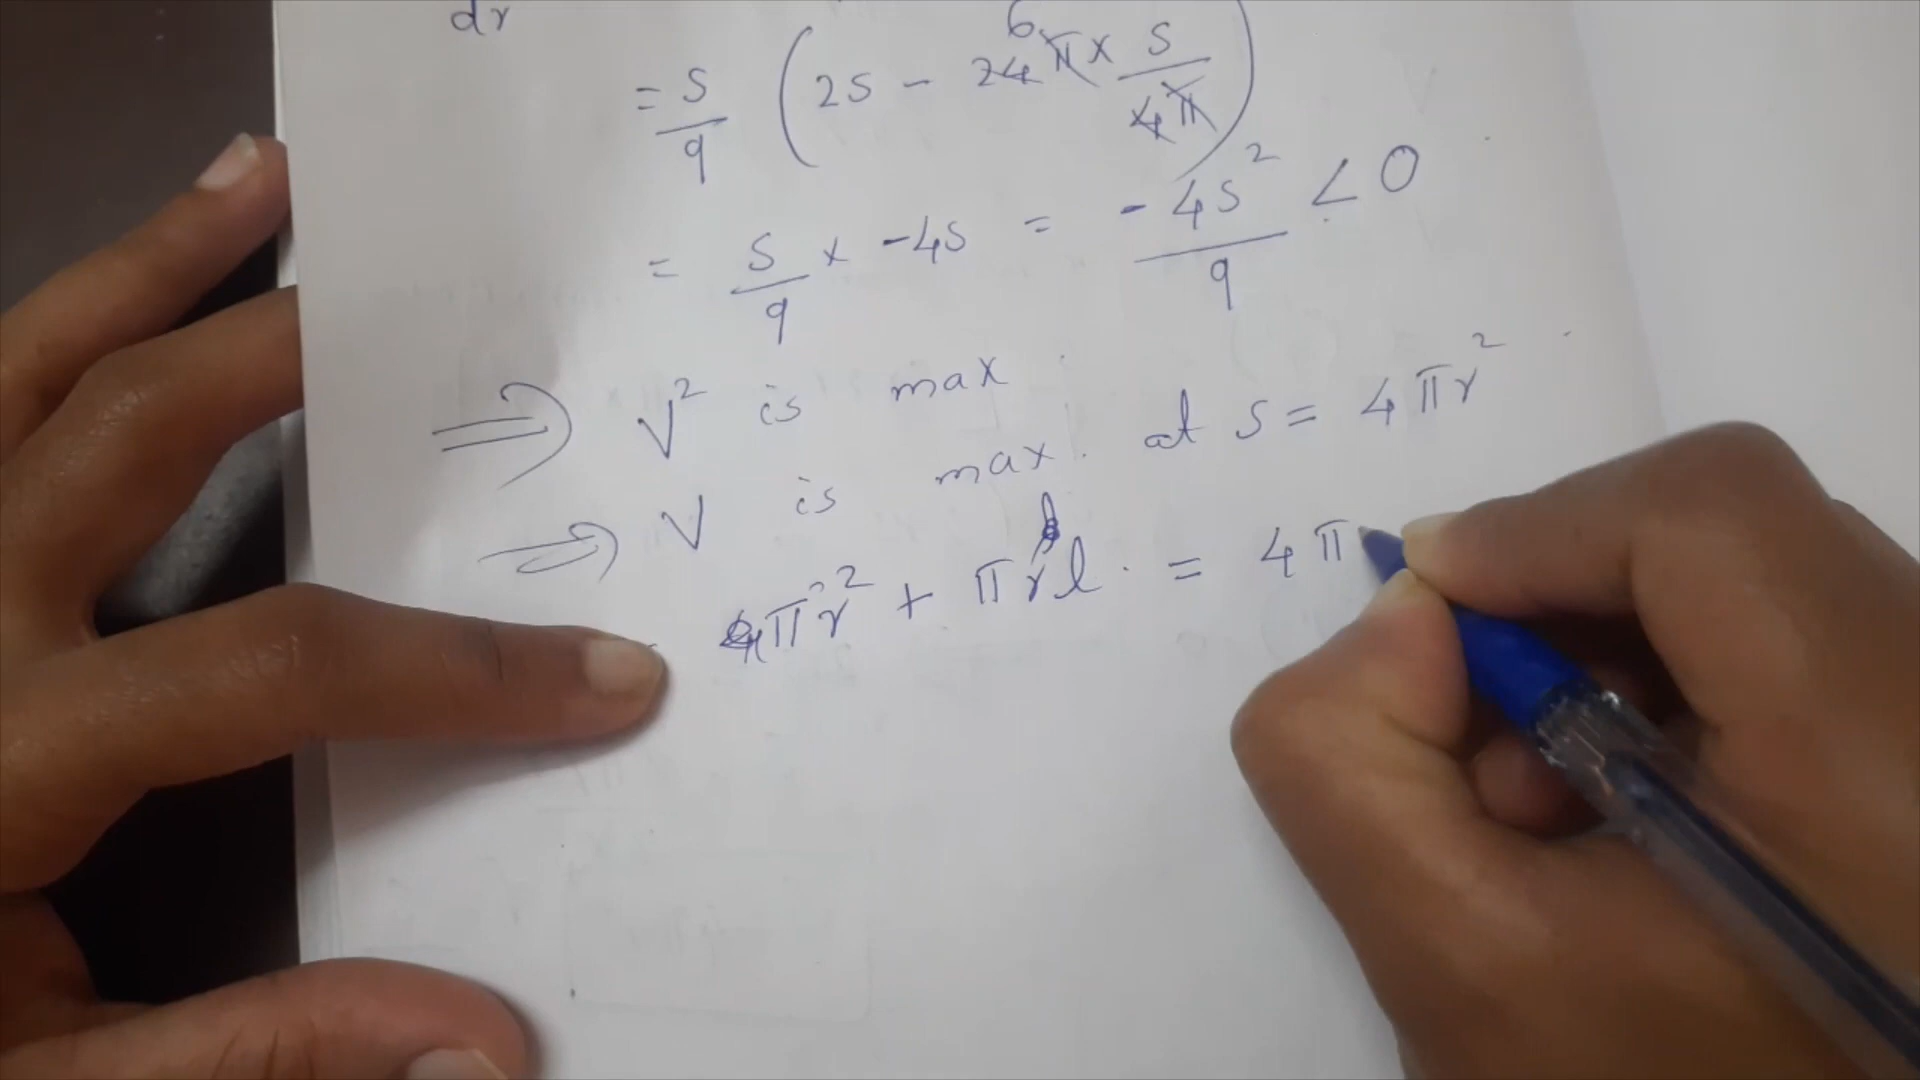 dr
= S/9 (2S - 24π × S/4π) 6
= S/9 × -4S = -4S²/9 < 0
⇒ V² is max
⇒ V is max. at S = 4πr²
πr² + πrl. = 4π